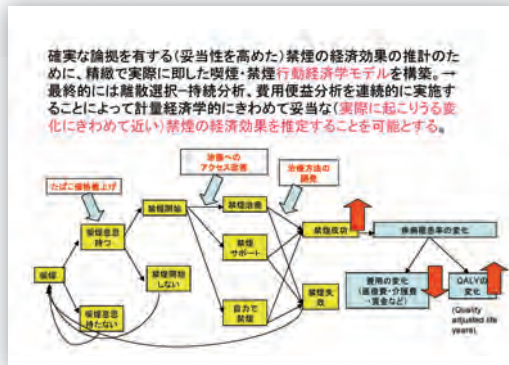 確実な論拠を有する(妥当性を高めた)禁煙の経済効果の推計のた
めに、精緻で実際に即した喫煙・禁煙行動経済学モデルを構築。→
最終的には離散選択−持続分析、費用便益分析を連続的に実施す
ることによって計量経済学的にきわめて妥当な(実際に起こりうる変
化にきわめて近い)禁煙の経済効果を推定することを可能とする。
治療への
アクセス改善
治療方法の
開発
たばこ価格値上げ
禁煙開始
禁煙治療
喫煙意思
持つ
禁煙成功
疾病罹患率の変化
禁煙
サポート
喫煙
禁煙開始
しない
費用の変化
(医療費・介護費
→賃金など)
QALYの
変化
喫煙意思
持たない
自力で
禁煙
禁煙失
敗
(Quality
adjusted life
years)